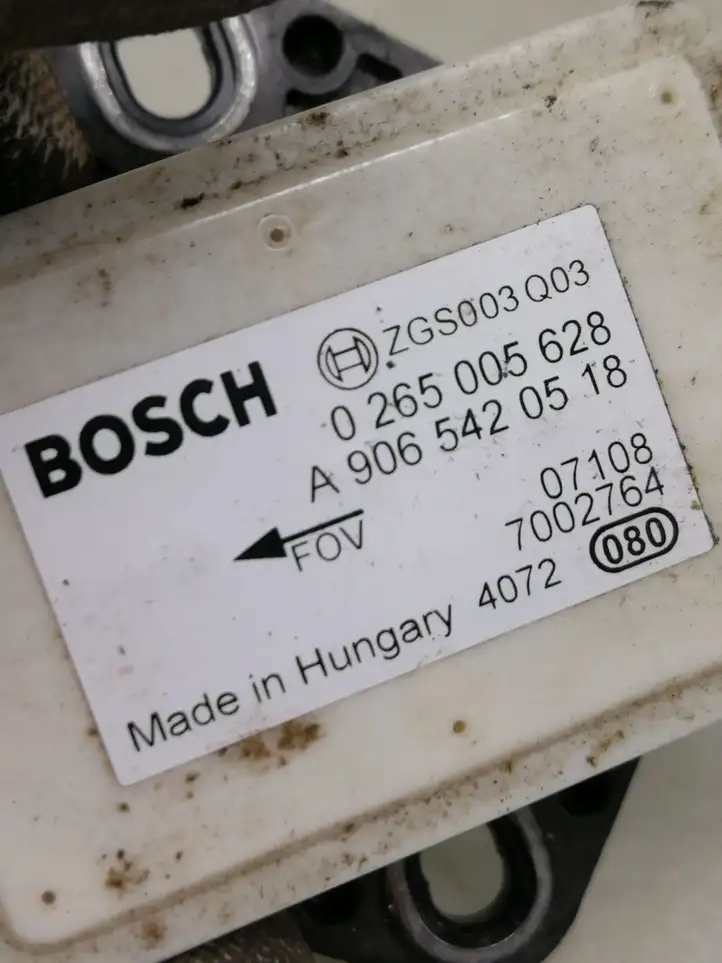 ZGS003 Q03
BOSCH
0 265 005 628
A 906 542 05 18
07108
FOV
7002764
080
Made in Hungary 4072